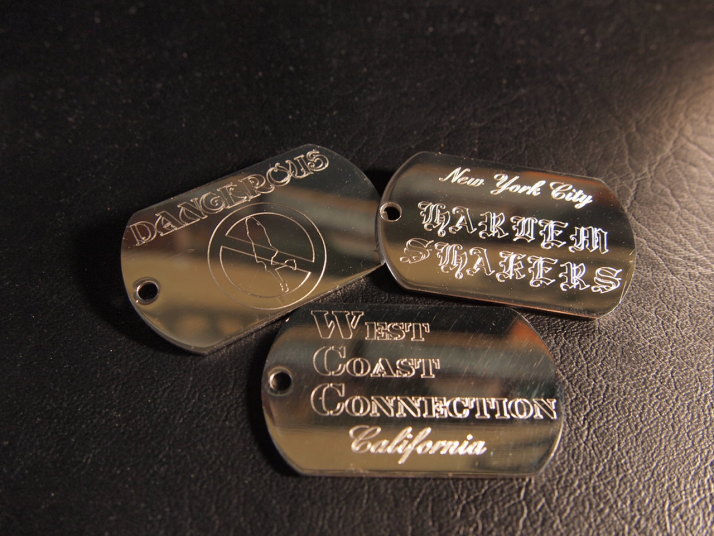 DANGEROUS
New York City
HARLEM
SHAKERS
West
Coast
Connection
California